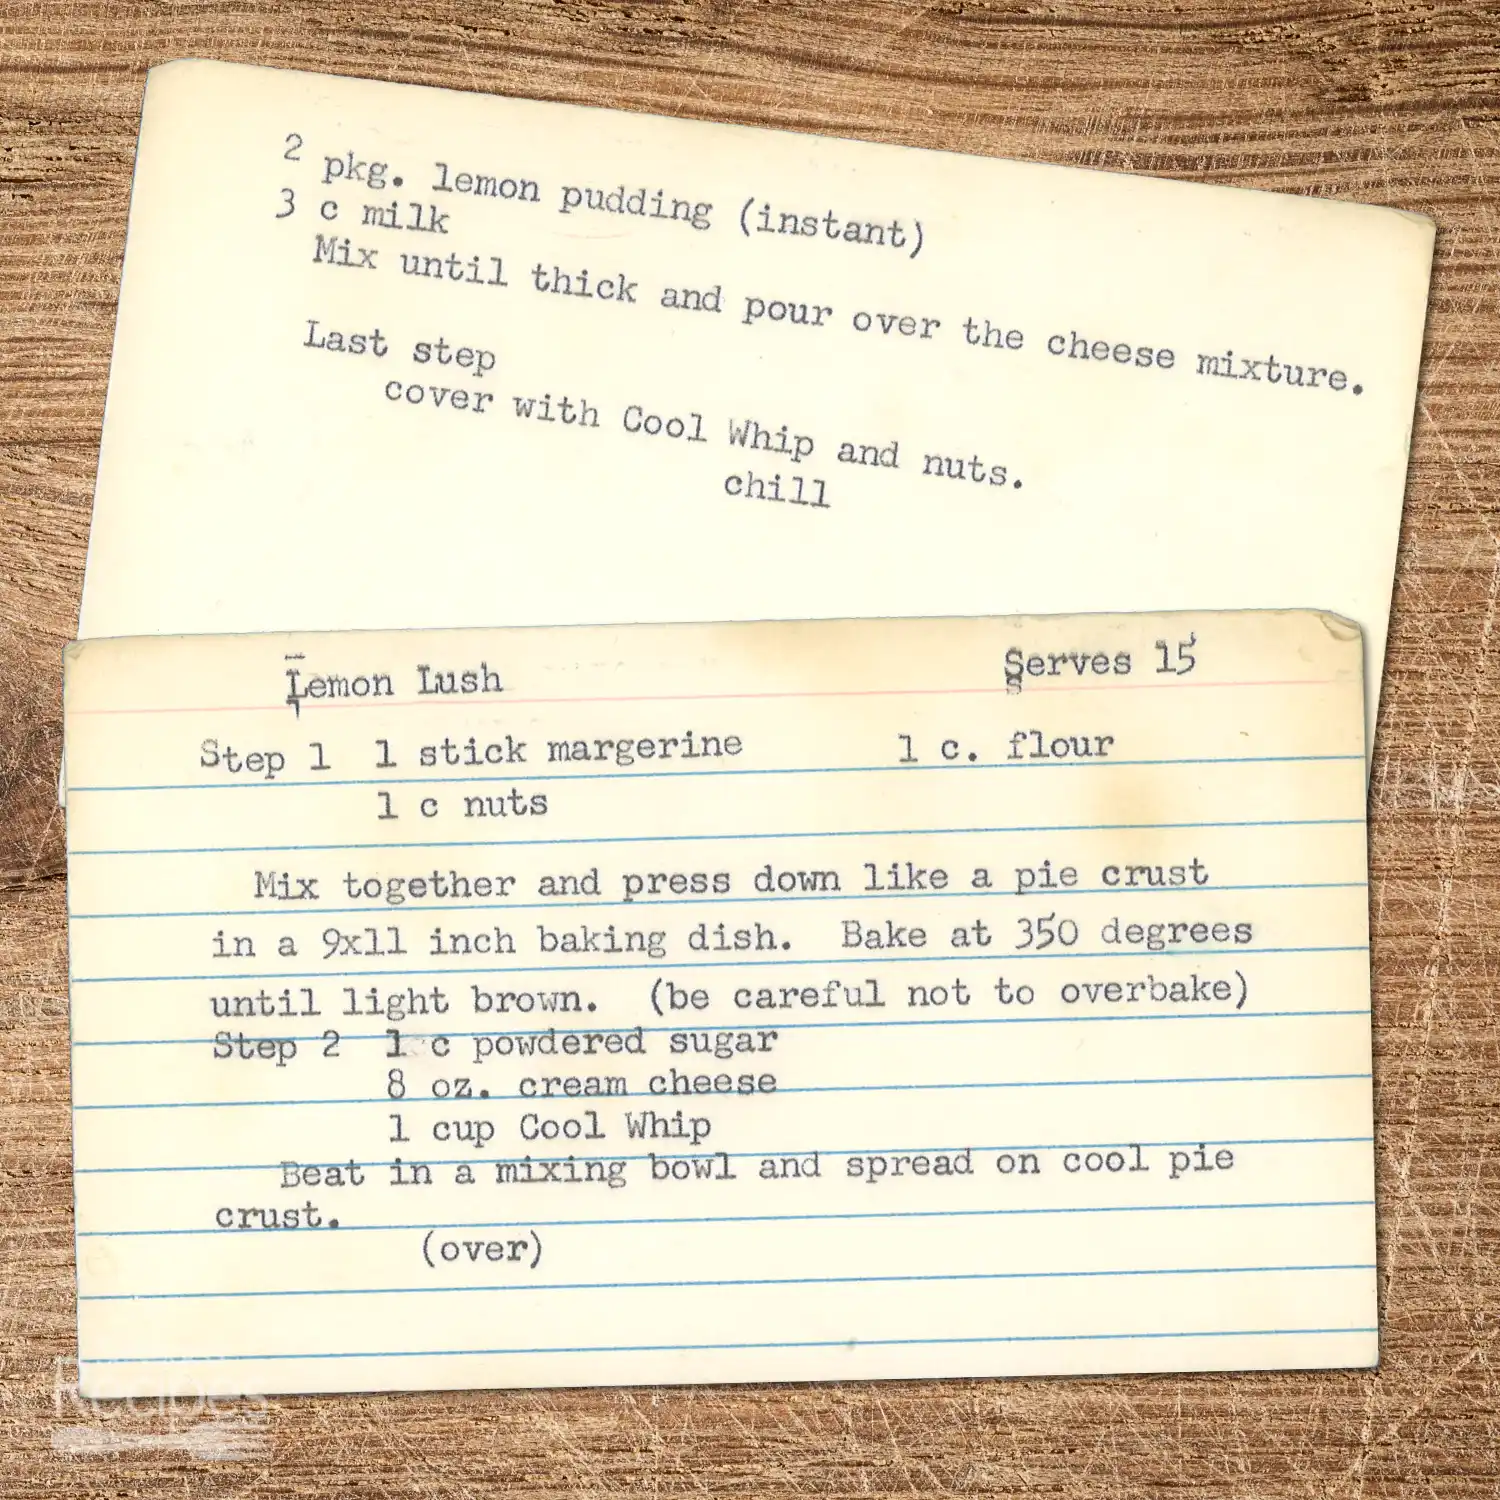 2 pkg. lemon pudding (instant)
3 c milk
Mix until thick and pour over the cheese mixture.
Last step
cover with Cool Whip and nuts.
chill
Lemon Lush Serves 15
Step 1 1 stick margerine 1 c. flour
1 c nuts
Mix together and press down like a pie crust
in a 9x11 inch baking dish. Bake at 350 degrees
until light brown. (be careful not to overbake)
Step 2 1 c powdered sugar
8 oz. cream cheese
1 cup Cool Whip
Beat in a mixing bowl and spread on cool pie
crust.
(over)
Recipes